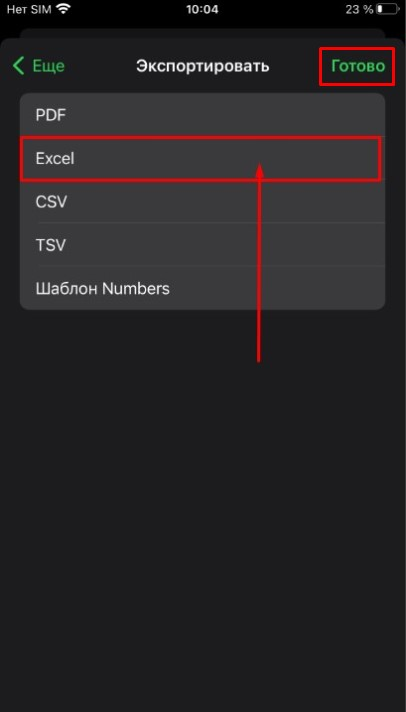 Нет SIM 10:04 23 %
Еще Экспортировать Готово
PDF
Excel
CSV
TSV
Шаблон Numbers